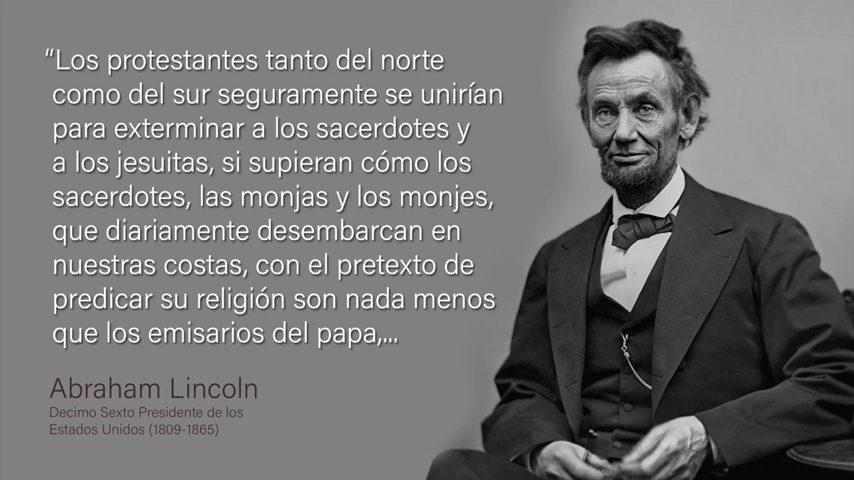 “Los protestantes tanto del norte
como del sur seguramente se unirían
para exterminar a los sacerdotes y
a los jesuitas, si supieran cómo los
sacerdotes, las monjas y los monjes,
que diariamente desembarcan en
nuestras costas, con el pretexto de
predicar su religión son nada menos
que los emisarios del papa,...
Abraham Lincoln
Decimo Sexto Presidente de los
Estados Unidos (1809-1865)